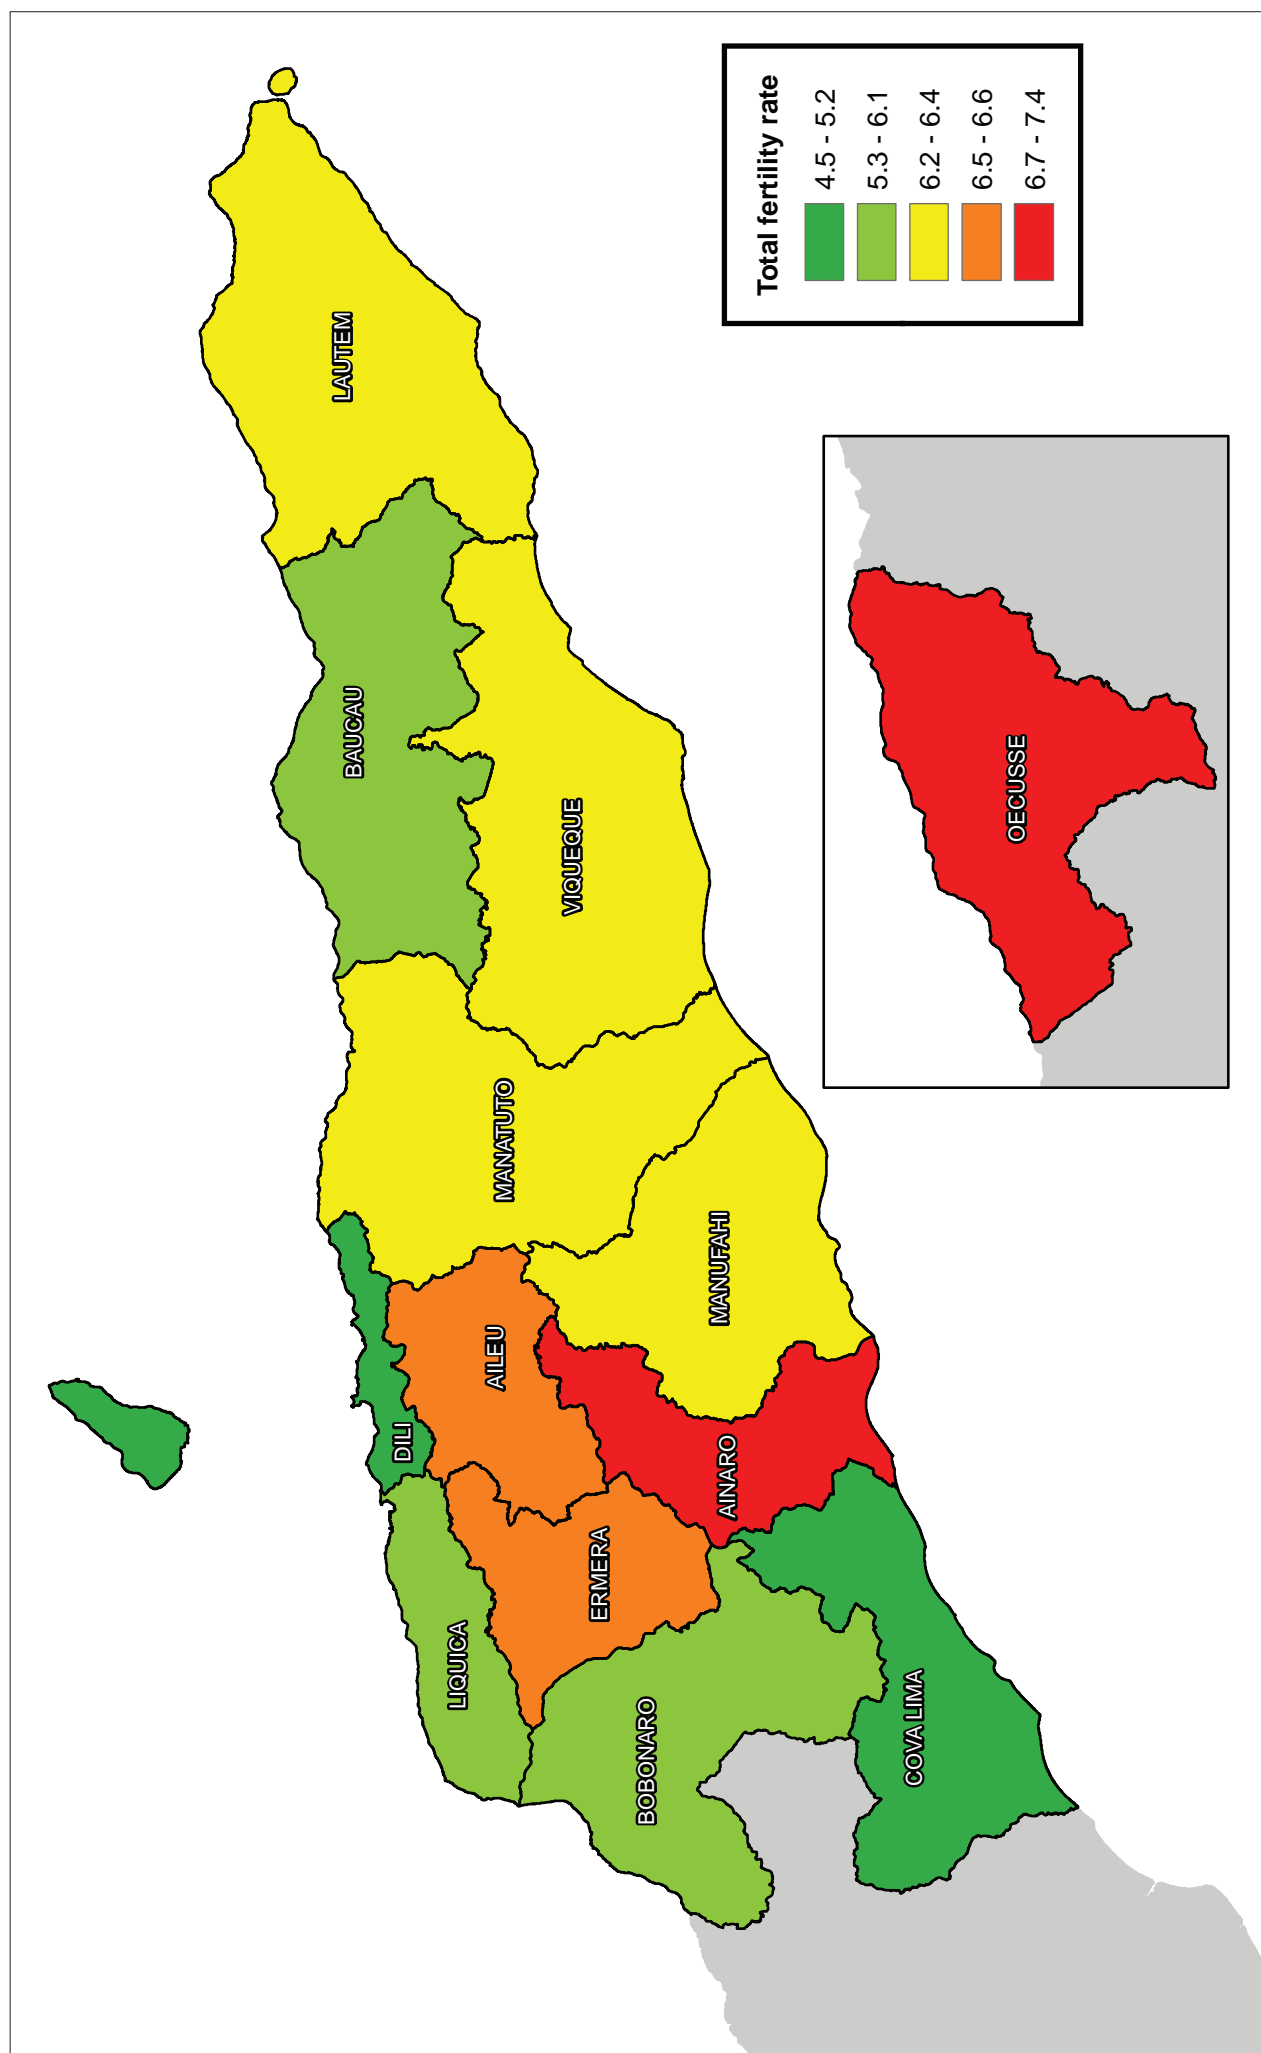 LAUTEM
BAUCAU
VIQUEQUE
MANATUTO
MANUFAHI
DILI
AILEU
AINARO
LIQUICA
ERMERA
BOBONARO
COVA LIMA
OECUSSE
Total fertility rate
4.5 - 5.2
5.3 - 6.1
6.2 - 6.4
6.5 - 6.6
6.7 - 7.4